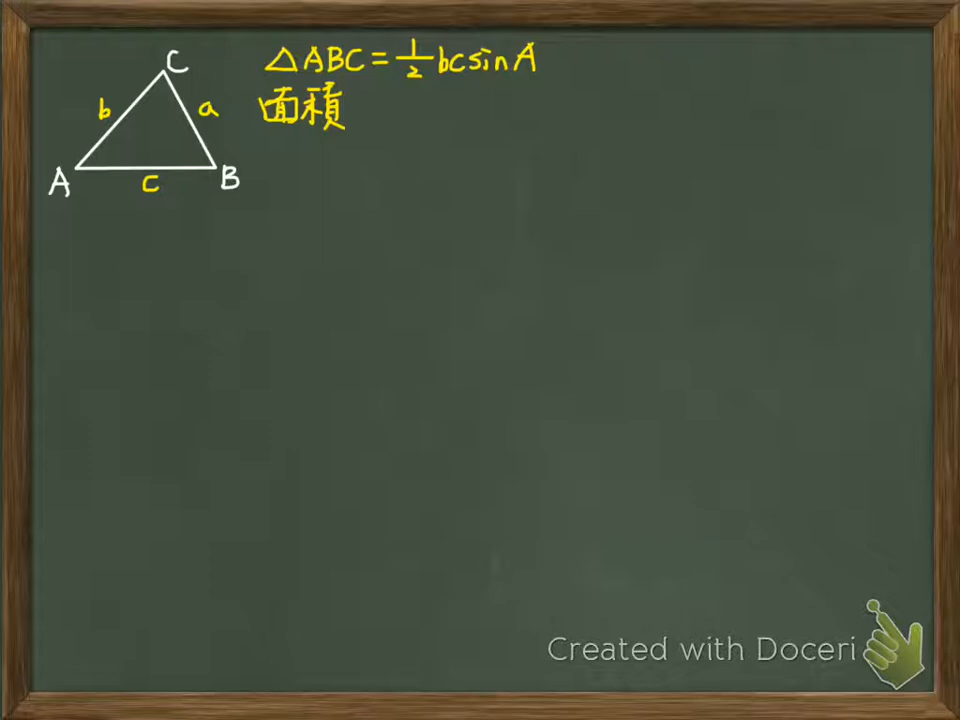 C
△ABC = 1/2 bc sin A
b
a
面積
A
c
B
Created with Doceri